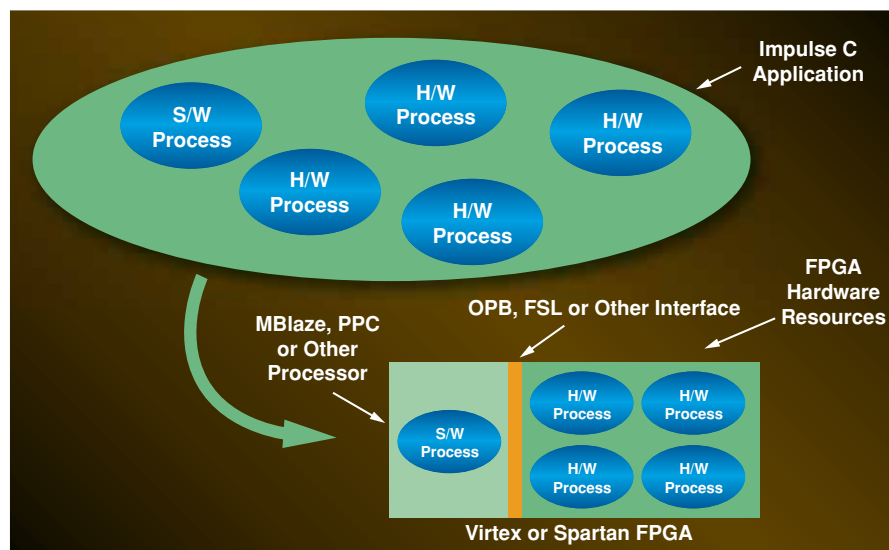 Impulse C
Application
S/W
Process
H/W
Process
H/W
Process
H/W
Process
H/W
Process
FPGA
Hardware
Resources
OPB, FSL or Other Interface
MBlaze, PPC
or Other
Processor
S/W
Process
H/W
Process
H/W
Process
H/W
Process
H/W
Process
Virtex or Spartan FPGA